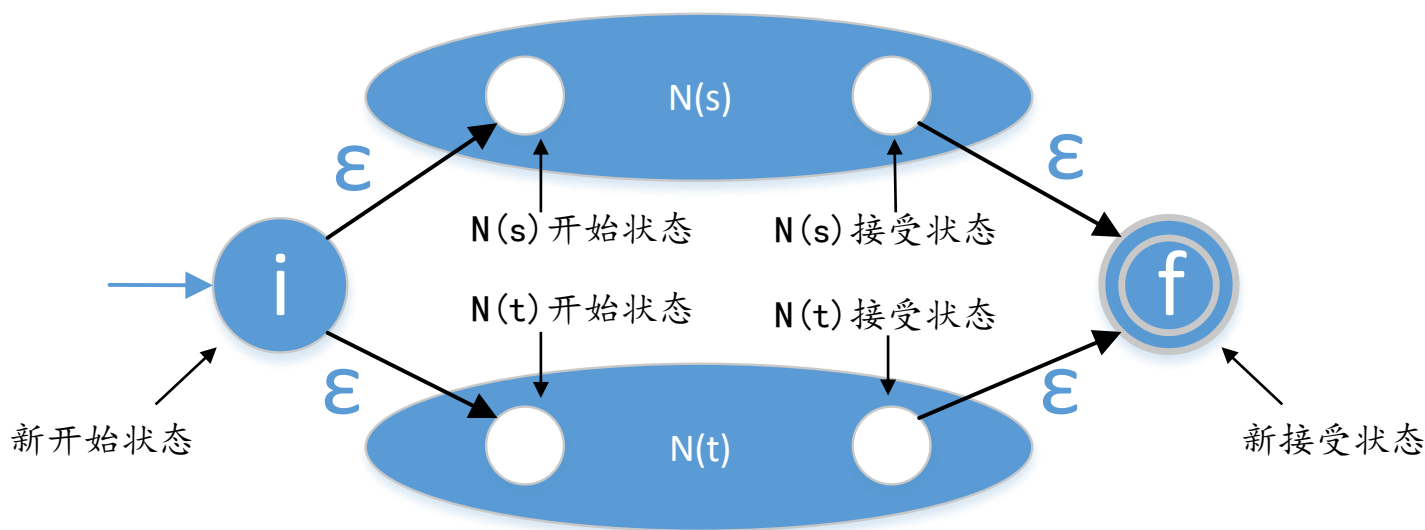 N(s)
ε
ε
N(s)开始状态
N(s)接受状态
i
f
N(t)开始状态
N(t)接受状态
ε
ε
新开始状态
新接受状态
N(t)